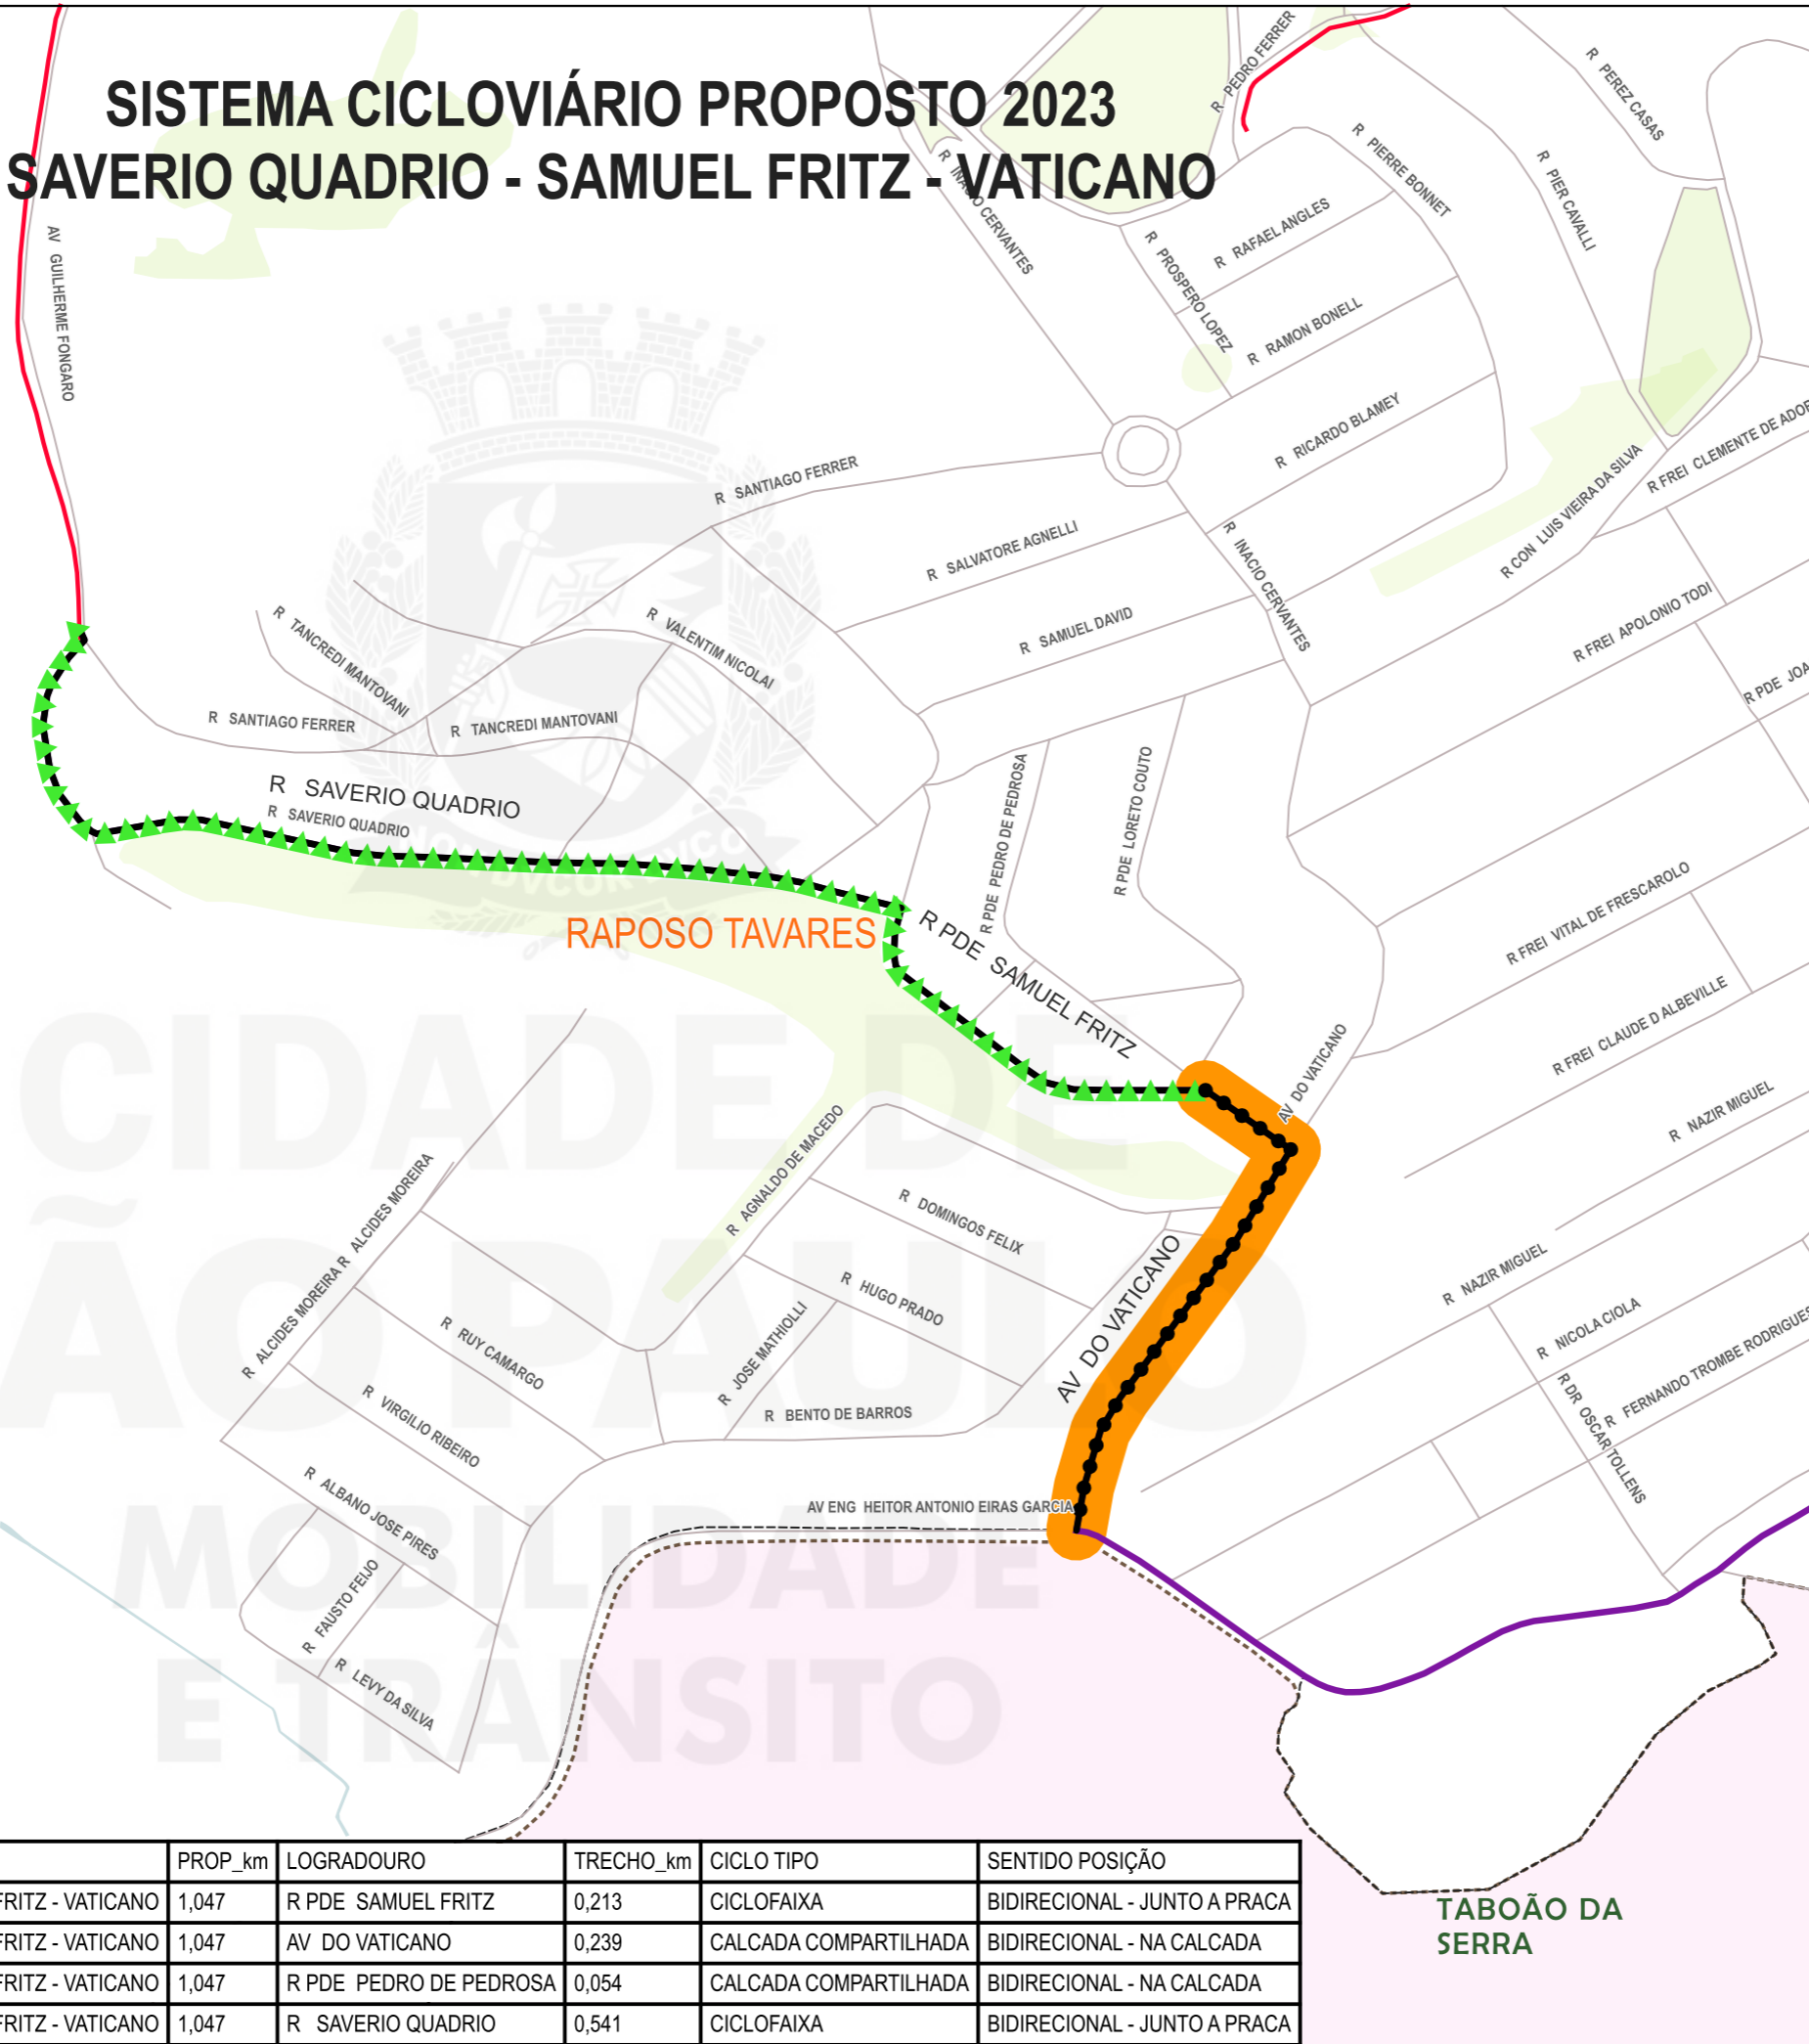 SISTEMA CICLOVIÁRIO PROPOSTO 2023
SAVERIO QUADRIO - SAMUEL FRITZ - VATICANO
R PEDRO FERRER
R PEREZ CASAS
R PIERRE BONNET
R PIER CAVALLI
R INACIO CERVANTES
R RAFAEL ANGLES
R PROSPERO LOPEZ
AV GUILHERME FONGARO
R RAMON BONELL
R RICARDO BLAMEY
R FREI CLEMENTE DE ADOR
R CON LUIS VIEIRA DA SILVA
R SANTIAGO FERRER
R SALVATORE AGNELLI
R INACIO CERVANTES
R FREI APOLONIO TODI
R TANCREDI MANTOVANI
R VALENTIM NICOLAI
R SAMUEL DAVID
R PDE JOA
R SANTIAGO FERRER
R TANCREDI MANTOVANI
R SAVERIO QUADRIO
R SAVERIO QUADRIO
R PDE PEDRO DE PEDROSA
R PDE LORETO COUTO
RAPOSO TAVARES
R PDE SAMUEL FRITZ
R FREI VITAL DE FRESCAROLO
R FREI CLAUDE D ALBEVILLE
AV DO VATICANO
R NAZIR MIGUEL
CIDADE DE
ÃO PAULO
MOBILIDADE
E TRÂNSITO
R AGNALDO DE MACEDO
R ALCIDES MOREIRA
R ALCIDES MOREIRA
R DOMINGOS FELIX
R HUGO PRADO
AV DO VATICANO
R NAZIR MIGUEL
R NICOLA CIOLA
R FERNANDO TROMBE RODRIGUES
R DR OSCAR TOLLENS
R RUY CAMARGO
R JOSE MATHIOLLI
R VIRGILIO RIBEIRO
R BENTO DE BARROS
R ALBANO JOSE PIRES
AV ENG HEITOR ANTONIO EIRAS GARCIA
R FAUSTO FEIJO
R LEVY DA SILVA
TABOÃO DA
SERRA
PROP_km LOGRADOURO TRECHO_km CICLO TIPO SENTIDO POSIÇÃO
FRITZ - VATICANO 1,047 R PDE SAMUEL FRITZ 0,213 CICLOFAIXA BIDIRECIONAL - JUNTO A PRACA
FRITZ - VATICANO 1,047 AV DO VATICANO 0,239 CALCADA COMPARTILHADA BIDIRECIONAL - NA CALCADA
FRITZ - VATICANO 1,047 R PDE PEDRO DE PEDROSA 0,054 CALCADA COMPARTILHADA BIDIRECIONAL - NA CALCADA
FRITZ - VATICANO 1,047 R SAVERIO QUADRIO 0,541 CICLOFAIXA BIDIRECIONAL - JUNTO A PRACA